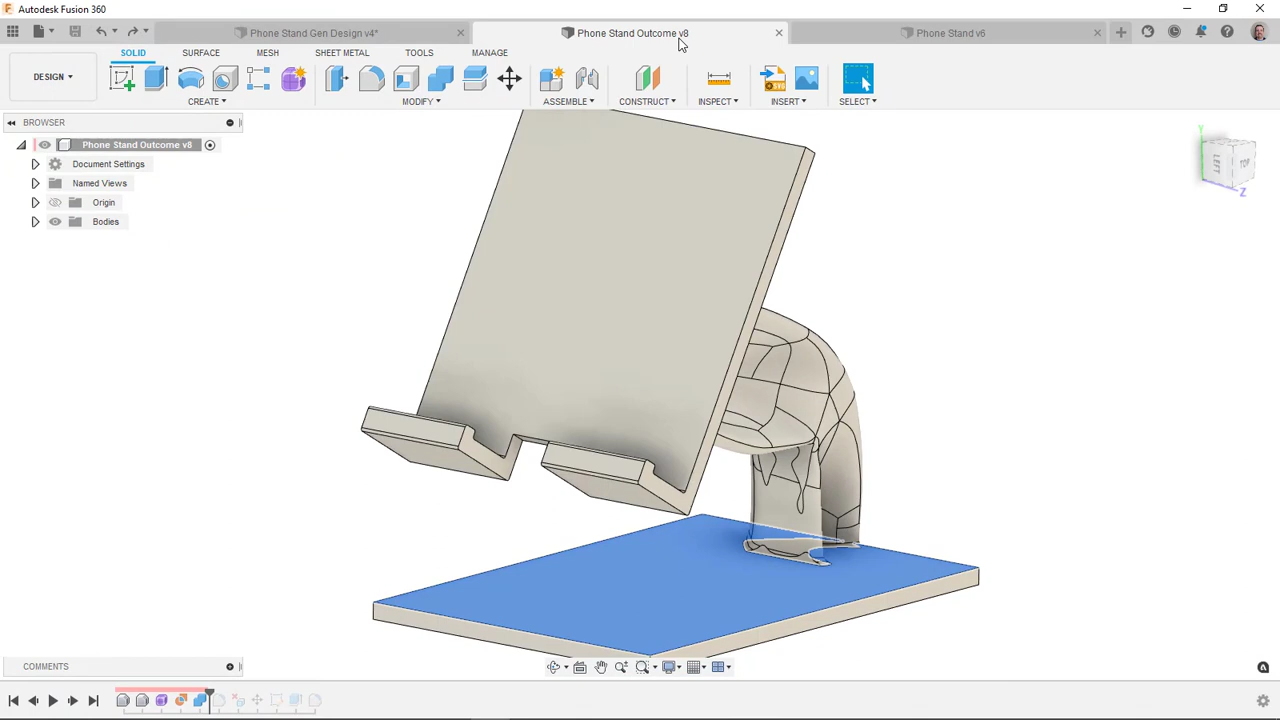 Autodesk Fusion 360
Phone Stand Gen Design v4*
Phone Stand Outcome v8
Phone Stand v6
DESIGN
SOLID
SURFACE
MESH
SHEET METAL
TOOLS
MANAGE
CREATE
MODIFY
ASSEMBLE
CONSTRUCT
INSPECT
INSERT
SELECT
BROWSER
Phone Stand Outcome v8
Document Settings
Named Views
Origin
Bodies
Y
LEFT
TOP
Z
COMMENTS